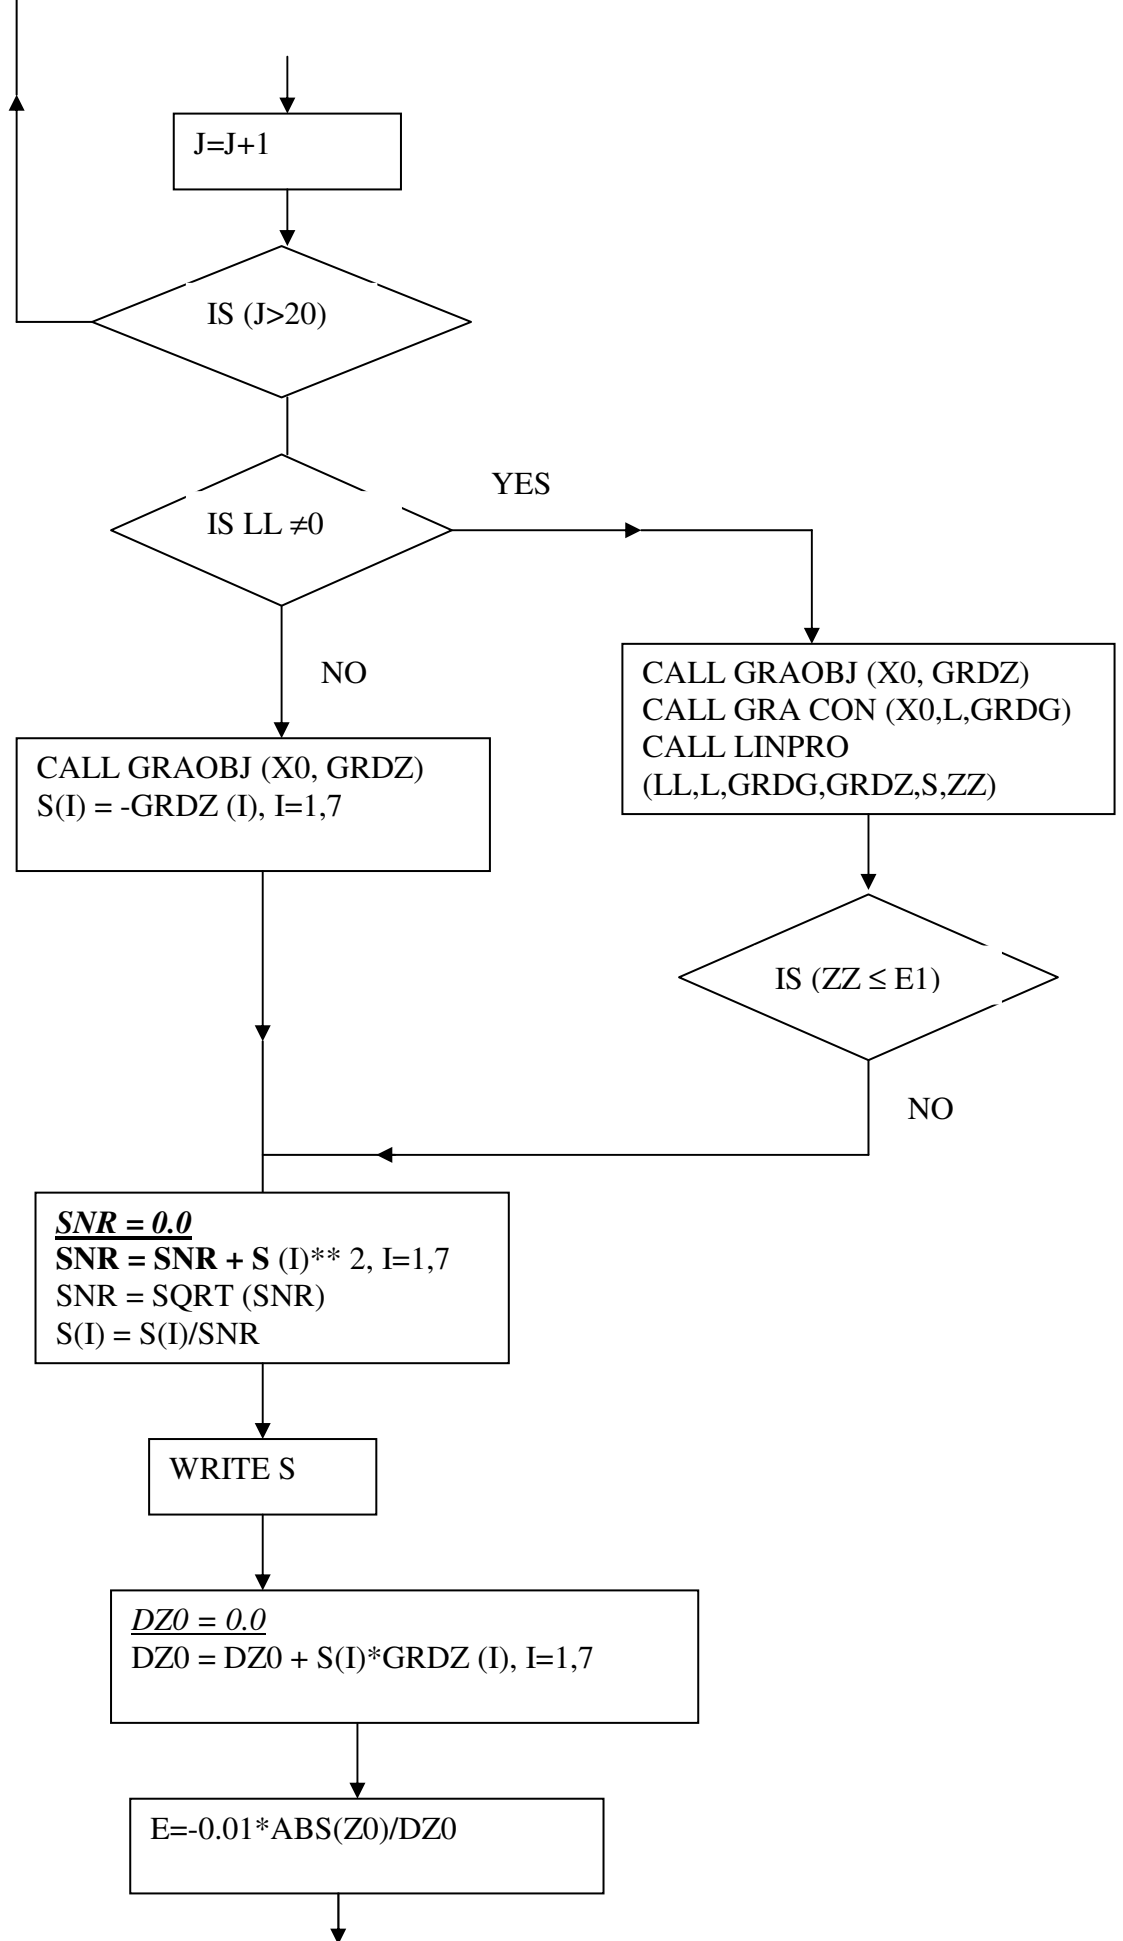 J=J+1
IS (J>20)
YES
IS LL ≠0
NO
CALL GRAOBJ (X0, GRDZ)
CALL GRA CON (X0,L,GRDG)
CALL LINPRO
(LL,L,GRDG,GRDZ,S,ZZ)
CALL GRAOBJ (X0, GRDZ)
S(I) = -GRDZ (I), I=1,7
IS (ZZ ≤ E1)
NO
SNR = 0.0
SNR = SNR + S (I)** 2, I=1,7
SNR = SQRT (SNR)
S(I) = S(I)/SNR
WRITE S
DZ0 = 0.0
DZ0 = DZ0 + S(I)*GRDZ (I), I=1,7
E=-0.01*ABS(Z0)/DZ0